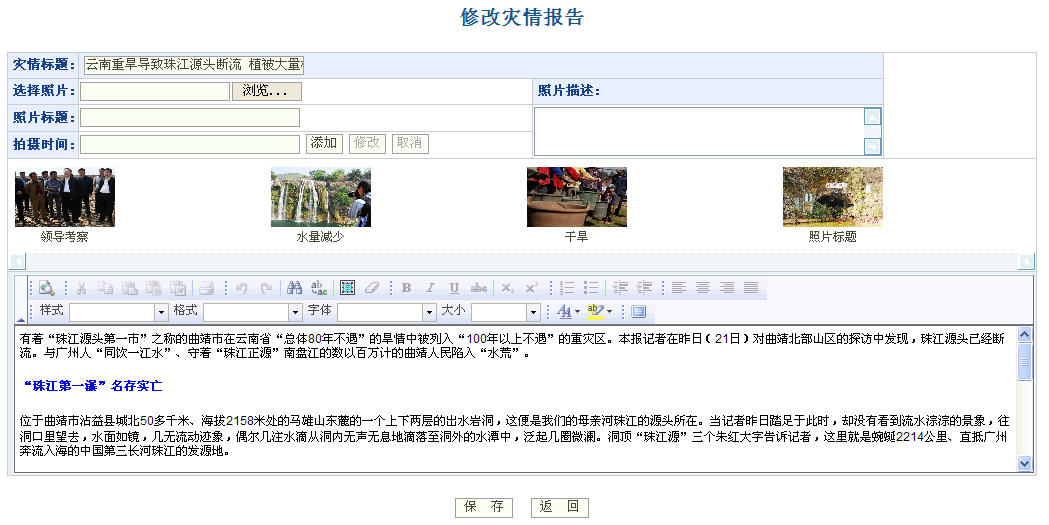 修改灾情报告
灾情标题: 云南重旱导致珠江源头断流 植被大量
选择照片: 浏览... 照片描述:
照片标题:
拍摄时间: 添加 修改 取消
领导考察 水量减少 干旱 照片标题
B I U abc x₂ x²
样式 格式 字体 大小
有着“珠江源头第一市”之称的曲靖市在云南省“总体80年不遇”的旱情中被列入“100年以上不遇”的重灾区。本报记者在昨日(21日)对曲靖北部山区的探访中发现,珠江源头已经断
流。与广州人“同饮一江水”、守着“珠江正源”南盘江的数以百万计的曲靖人民陷入“水荒”。
“珠江第一瀑”名存实亡
位于曲靖市沾益县城北50多千米、海拔2158米处的马雄山东麓的一个上下两层的出水岩洞,这便是我们的母亲河珠江的源头所在。当记者昨日踏足于此时,却没有看到流水淙淙的景象,往
洞口里望去,水面如镜,几无流动迹象,偶尔几注水滴从洞内无声无息地滴落至洞外的水潭中,泛起几圈微澜。洞顶“珠江源”三个朱红大字告诉记者,这里就是蜿蜒2214公里、直抵广州
奔流入海的中国第三长河珠江的发源地。
保 存 返 回